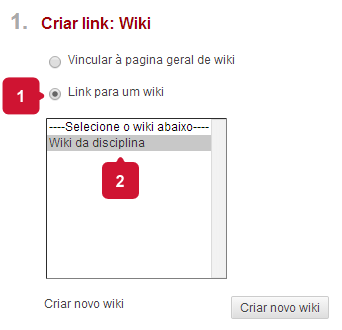 1. Criar link: Wiki
Vincular à pagina geral de wiki
1 Link para um wiki
----Selecione o wiki abaixo----
Wiki da disciplina
2
Criar novo wiki Criar novo wiki